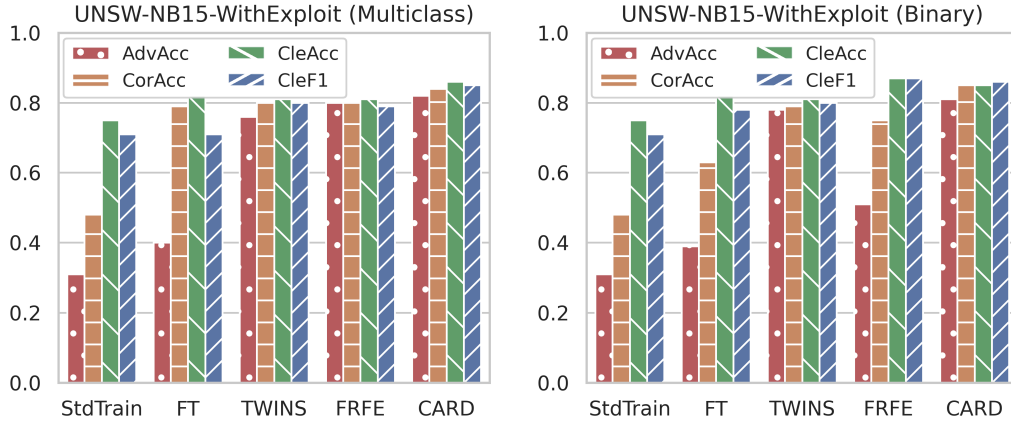 UNSW-NB15-WithExploit (Multiclass)
1.0
0.8
0.6
0.4
0.2
0.0
AdvAcc
CorAcc
CleAcc
CleF1
StdTrain FT TWINS FRFE CARD
UNSW-NB15-WithExploit (Binary)
1.0
0.8
0.6
0.4
0.2
0.0
AdvAcc
CorAcc
CleAcc
CleF1
StdTrain FT TWINS FRFE CARD